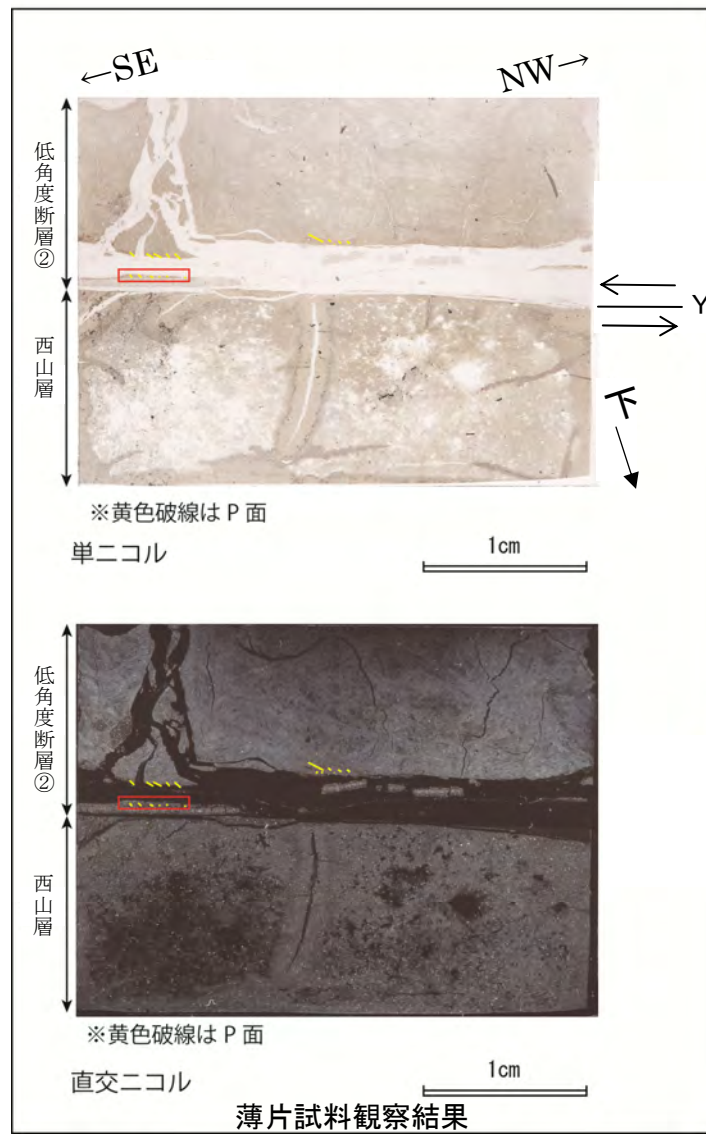 ←SE
NW→
低角度断層②
西山層
Y
下
※黄色破線は P 面
単ニコル
1cm
低角度断層②
西山層
※黄色破線は P 面
直交ニコル
1cm
薄片試料観察結果